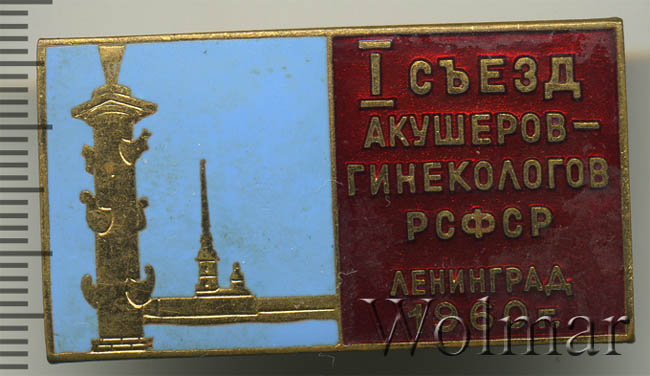 I СЪЕЗД
АКУШЕРОВ-
ГИНЕКОЛОГОВ
РСФСР
ЛЕНИНГРАД,
1960 г.
Wolmar